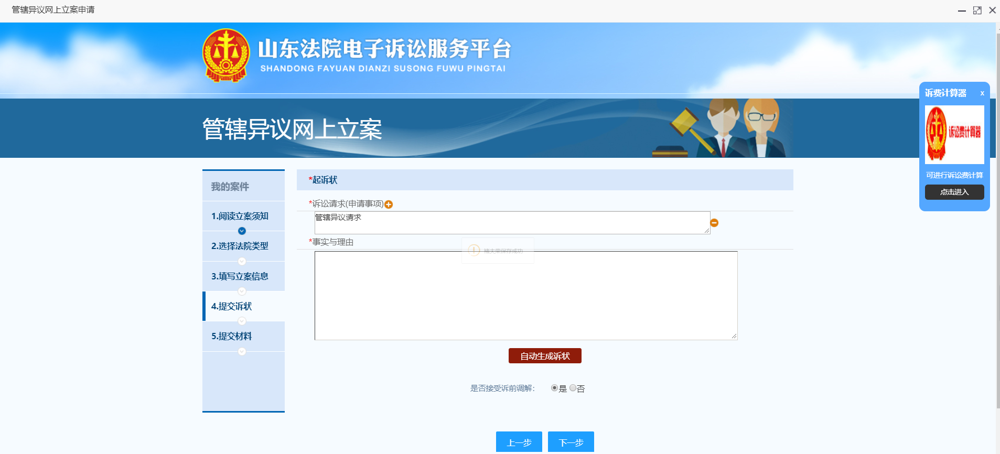 管辖异议网上立案申请
山东法院电子诉讼服务平台
SHANDONG FAYUAN DIANZI SUSONG FUWU PINGTAI
管辖异议网上立案
诉费计算器 x
诉讼费计算器
可进行诉讼费计算
点击进入
我的案件
1.阅读立案须知
2.选择法院类型
3.填写立案信息
4.提交诉状
5.提交材料
*起诉状
*诉讼请求(申请事项)
管辖异议请求
*事实与理由
保存成功
自动生成诉状
是否接受诉前调解： 是 否
上一步 下一步